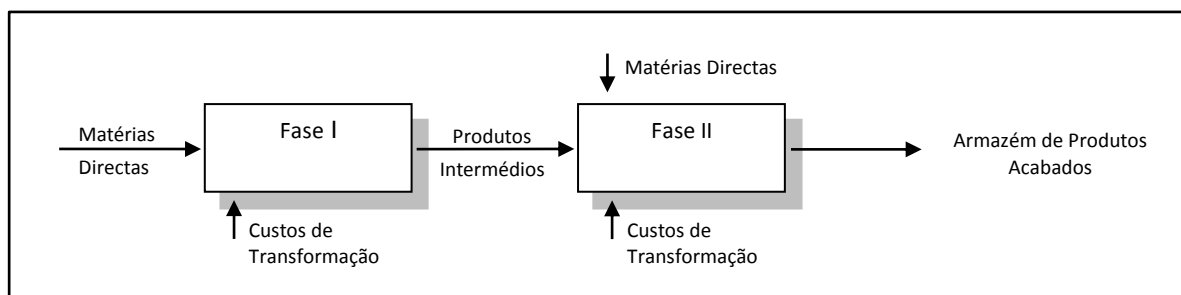 Matérias Directas
Matérias
Directas
Fase I
Produtos
Intermédios
Fase II
Armazém de Produtos
Acabados
Custos de
Transformação
Custos de
Transformação